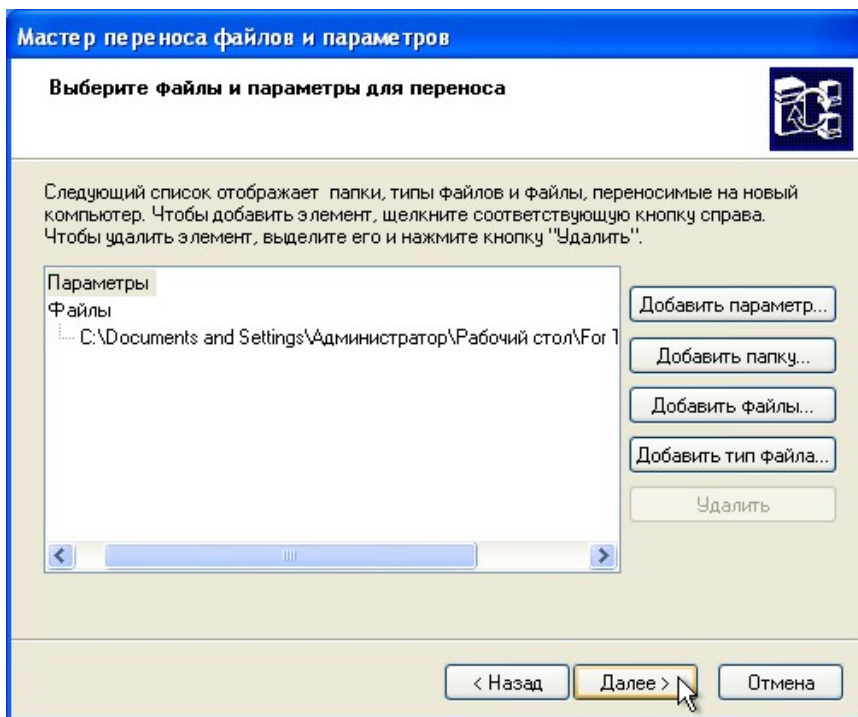 Мастер переноса файлов и параметров
Выберите файлы и параметры для переноса
Следующий список отображает папки, типы файлов и файлы, переносимые на новый
компьютер. Чтобы добавить элемент, щелкните соответствующую кнопку справа.
Чтобы удалить элемент, выделите его и нажмите кнопку "Удалить".
Параметры
Файлы
C:\Documents and Settings\Администратор\Рабочий стол\For
Добавить параметр...
Добавить папку...
Добавить файлы...
Добавить тип файла...
Удалить
< Назад
Далее >
Отмена